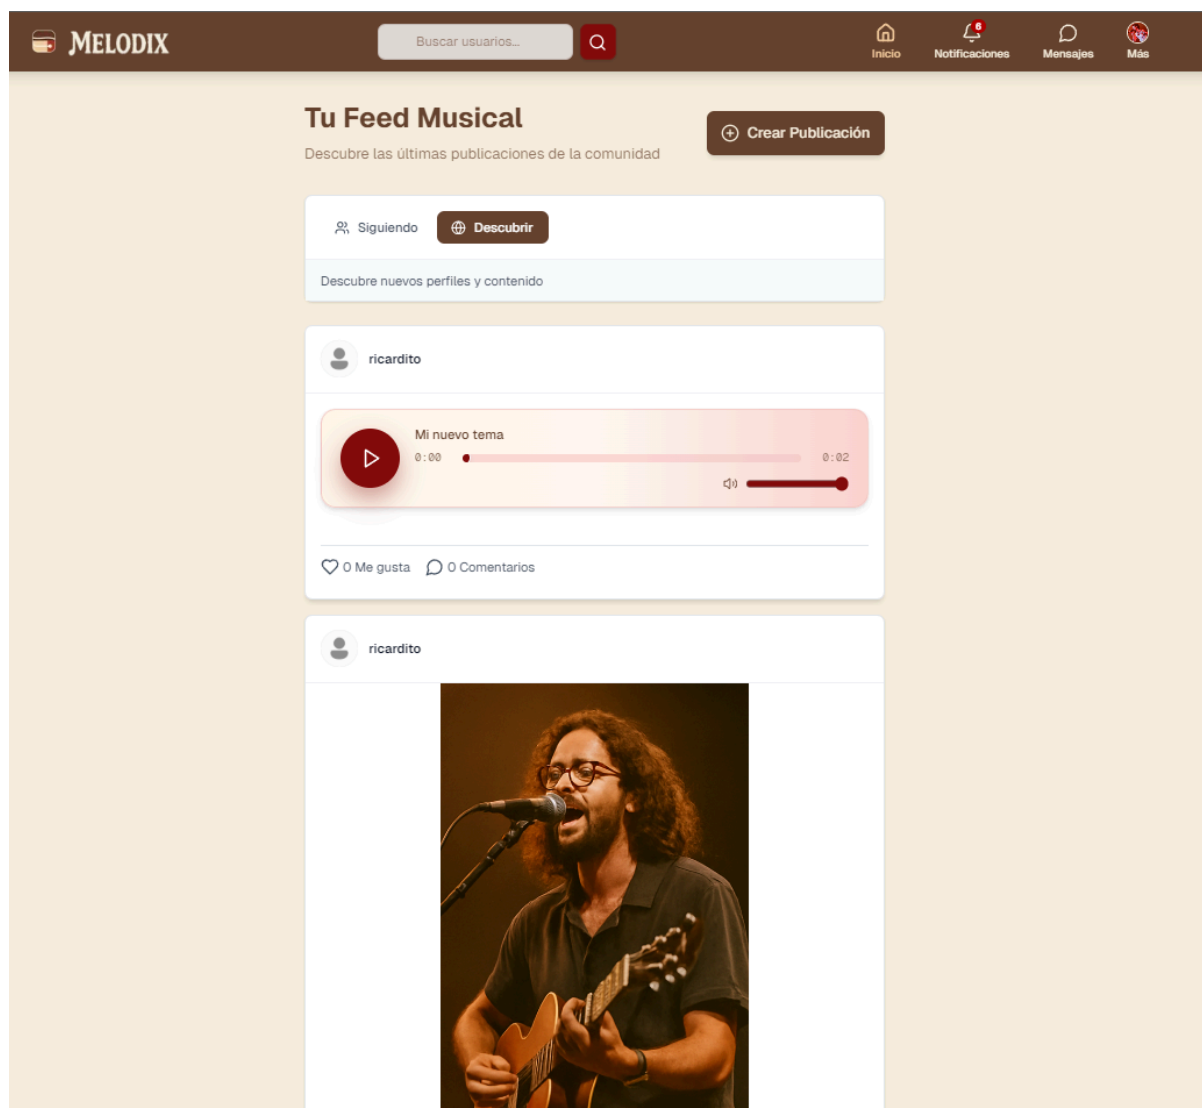 MELODIX
Buscar usuarios...
Inicio
6
Notificaciones
Mensajes
Más
Tu Feed Musical
Descubre las últimas publicaciones de la comunidad
Crear Publicación
Siguiendo
Descubrir
Descubre nuevos perfiles y contenido
ricardito
Mi nuevo tema
0:00
0:02
0 Me gusta
0 Comentarios
ricardito